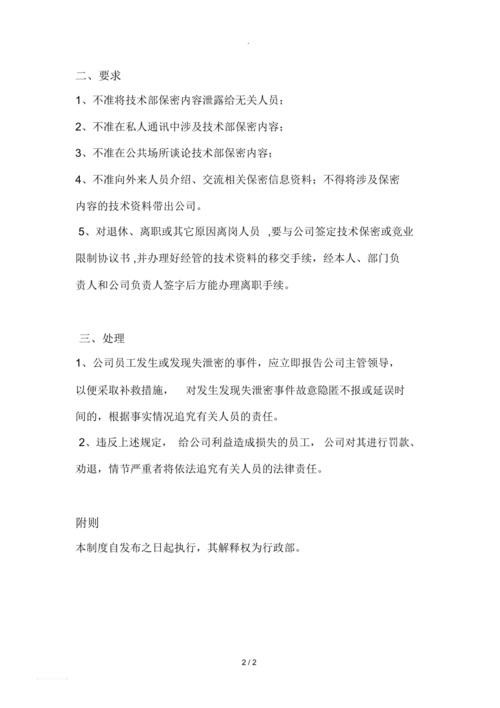 二、要求
1、不准将技术部保密内容泄露给无关人员；
2、不准在私人通讯中涉及技术部保密内容；
3、不准在公共场所谈论技术部保密内容；
4、不准向外来人员介绍、交流相关保密信息资料；不得将涉及保密
内容的技术资料带出公司。
5、对退休、离职或其它原因离岗人员 ,要与公司签定技术保密或竞业
限制协议书 ,并办理好经管的技术资料的移交手续，经本人、部门负
责人和公司负责人签字后方能办理离职手续。
三、处理
1、公司员工发生或发现失泄密的事件，应立即报告公司主管领导，
以便采取补救措施， 对发生发现失泄密事件故意隐匿不报或延误时
间的，根据事实情况追究有关人员的责任。
2、违反上述规定， 给公司利益造成损失的员工， 公司对其进行罚款、
劝退，情节严重者将依法追究有关人员的法律责任。
附则
本制度自发布之日起执行，其解释权为行政部。
2 / 2